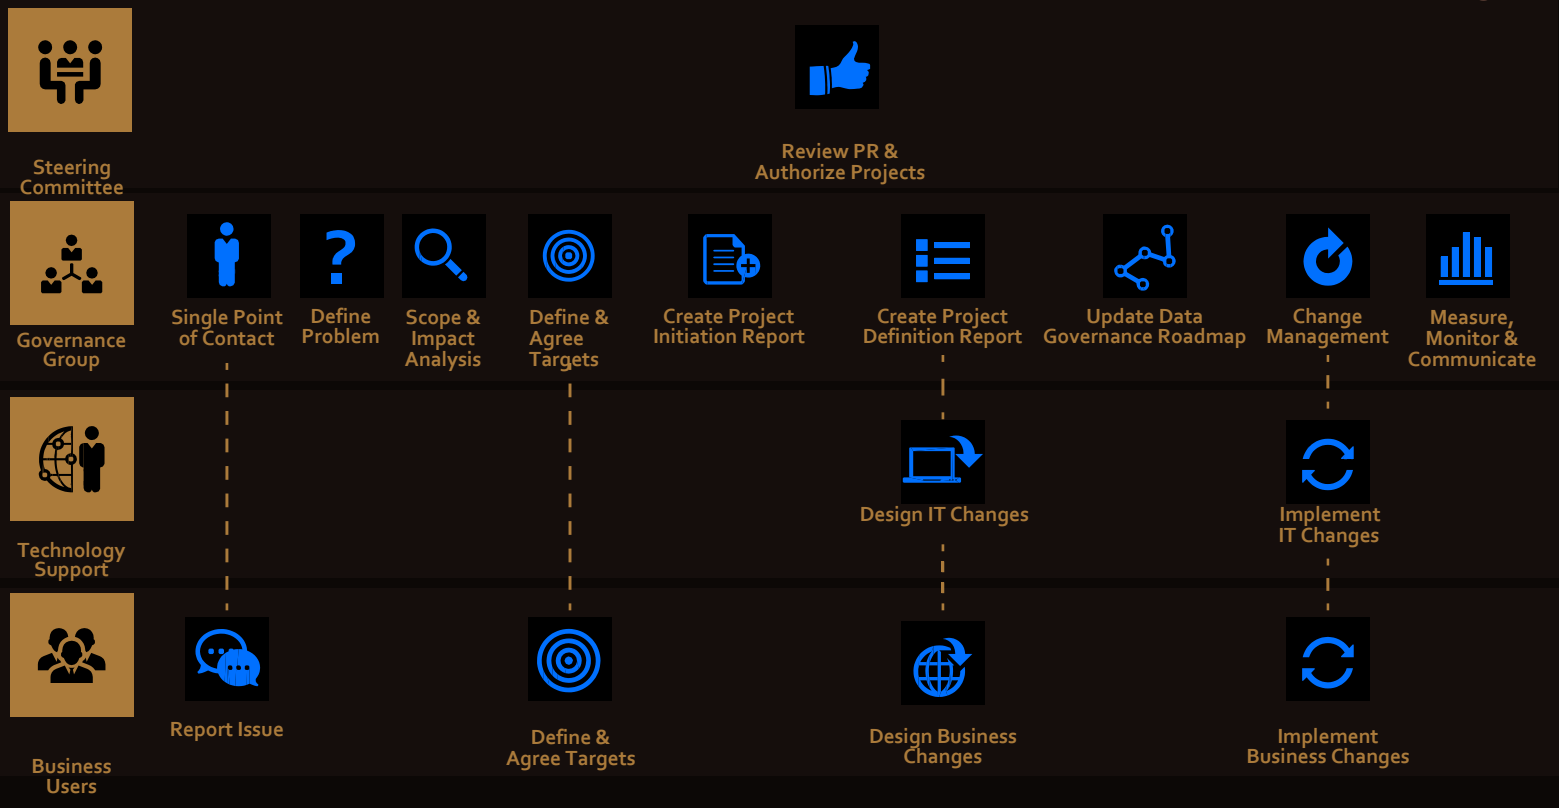 Steering
Committee
Review PR &
Authorize Projects
Governance
Group
Single Point
of Contact
Define
Problem
Scope &
Impact
Analysis
Define &
Agree
Targets
Create Project
Initiation Report
Create Project
Definition Report
Update Data
Governance Roadmap
Change
Management
Measure,
Monitor &
Communicate
Technology
Support
Design IT Changes
Implement
IT Changes
Business
Users
Report Issue
Define &
Agree Targets
Design Business
Changes
Implement
Business Changes